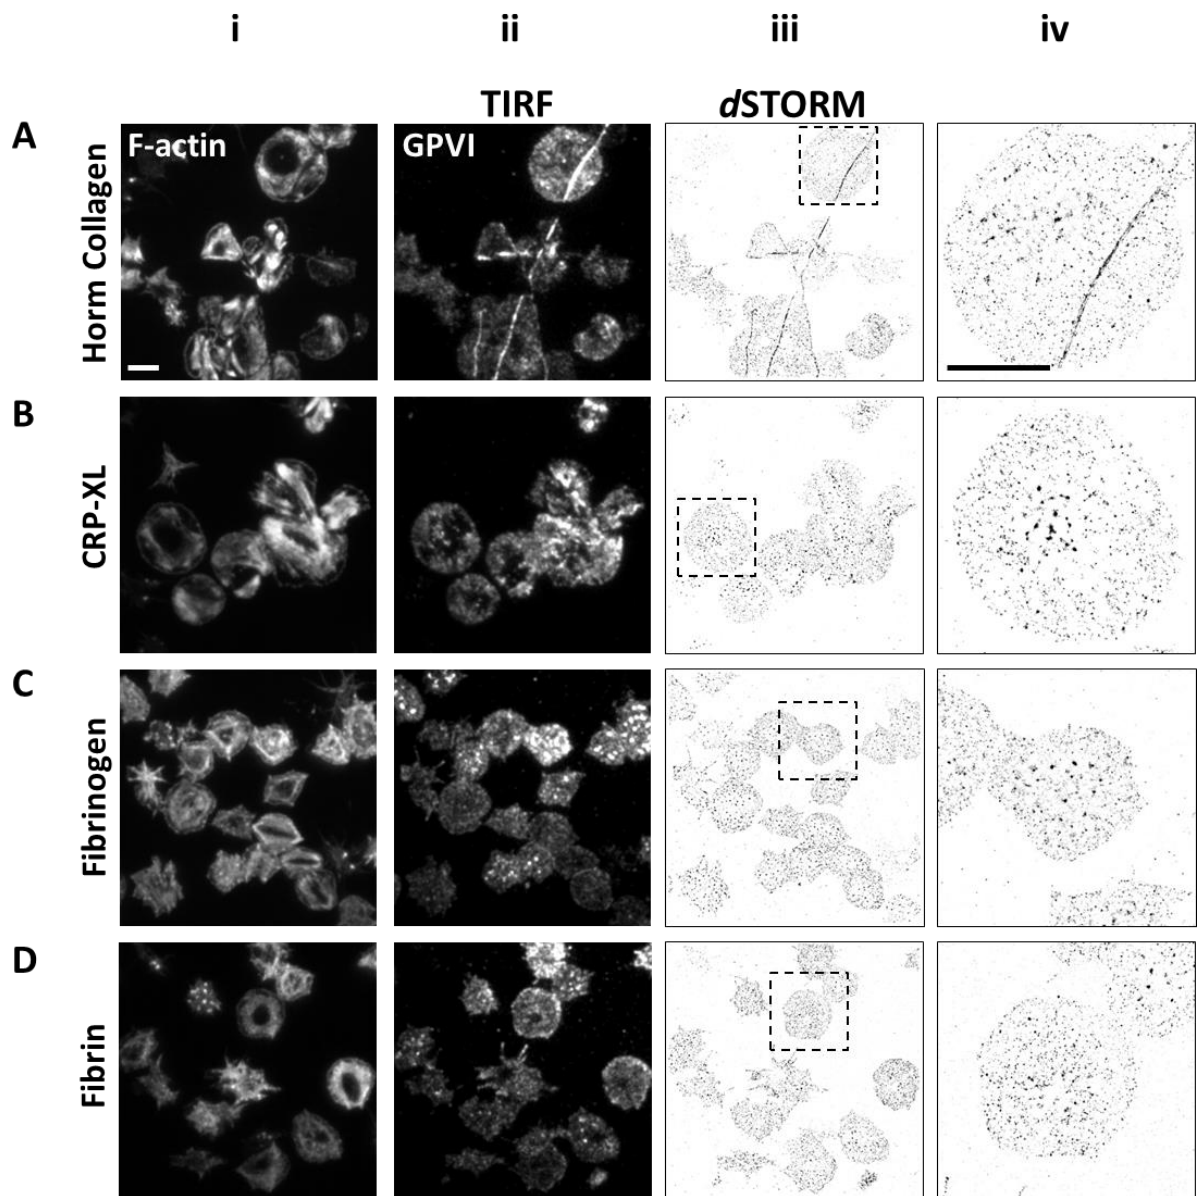 i ii iii iv
TIRF dSTORM
A
Horm Collagen
F-actin
GPVI
B
CRP-XL
C
Fibrinogen
D
Fibrin